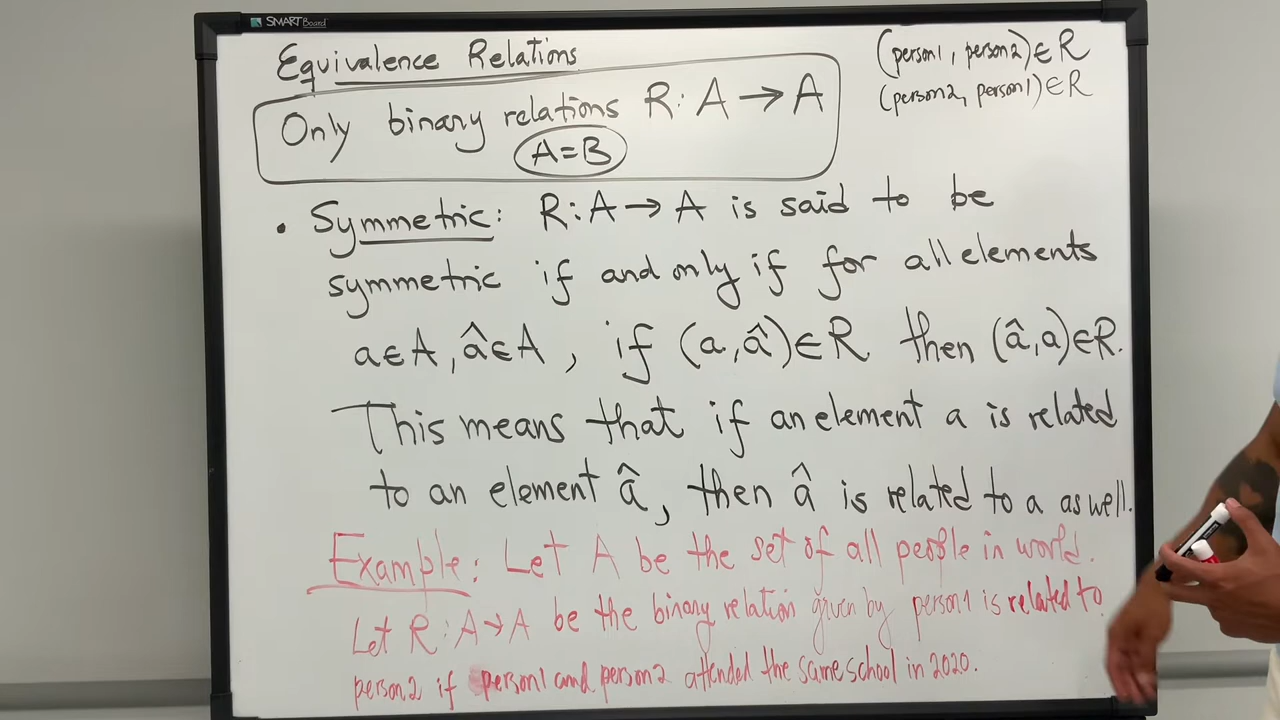 SMART Board
Equivalence Relations
(person1, person2)∈R
(person2, person1)∈R
Only binary relations R: A→A
A=B
• Symmetric: R: A→A is said to be
symmetric if and only if for all elements
a∈A, â∈A, if (a, â)∈R then (â, a)∈R.
This means that if an element a is related
to an element â, then â is related to a as well.
Example: Let A be the set of all people in world.
Let R: A→A be the binary relation given by person1 is related to
person2 if person1 and person2 attended the same school in 2020.